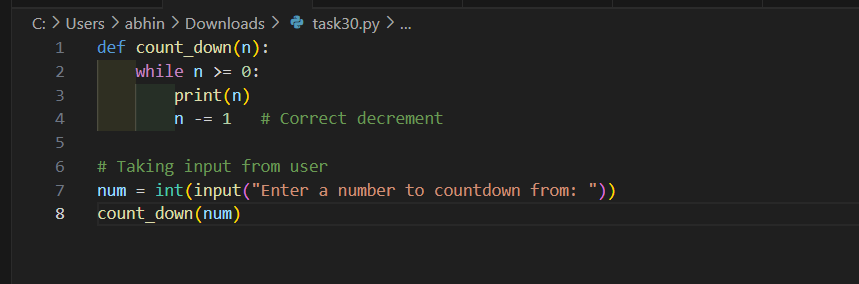 C: > Users > abhin > Downloads > task30.py > ...
1 def count_down(n):
2     while n >= 0:
3         print(n)
4         n -= 1   # Correct decrement
5
6 # Taking input from user
7 num = int(input("Enter a number to countdown from: "))
8 count_down(num)